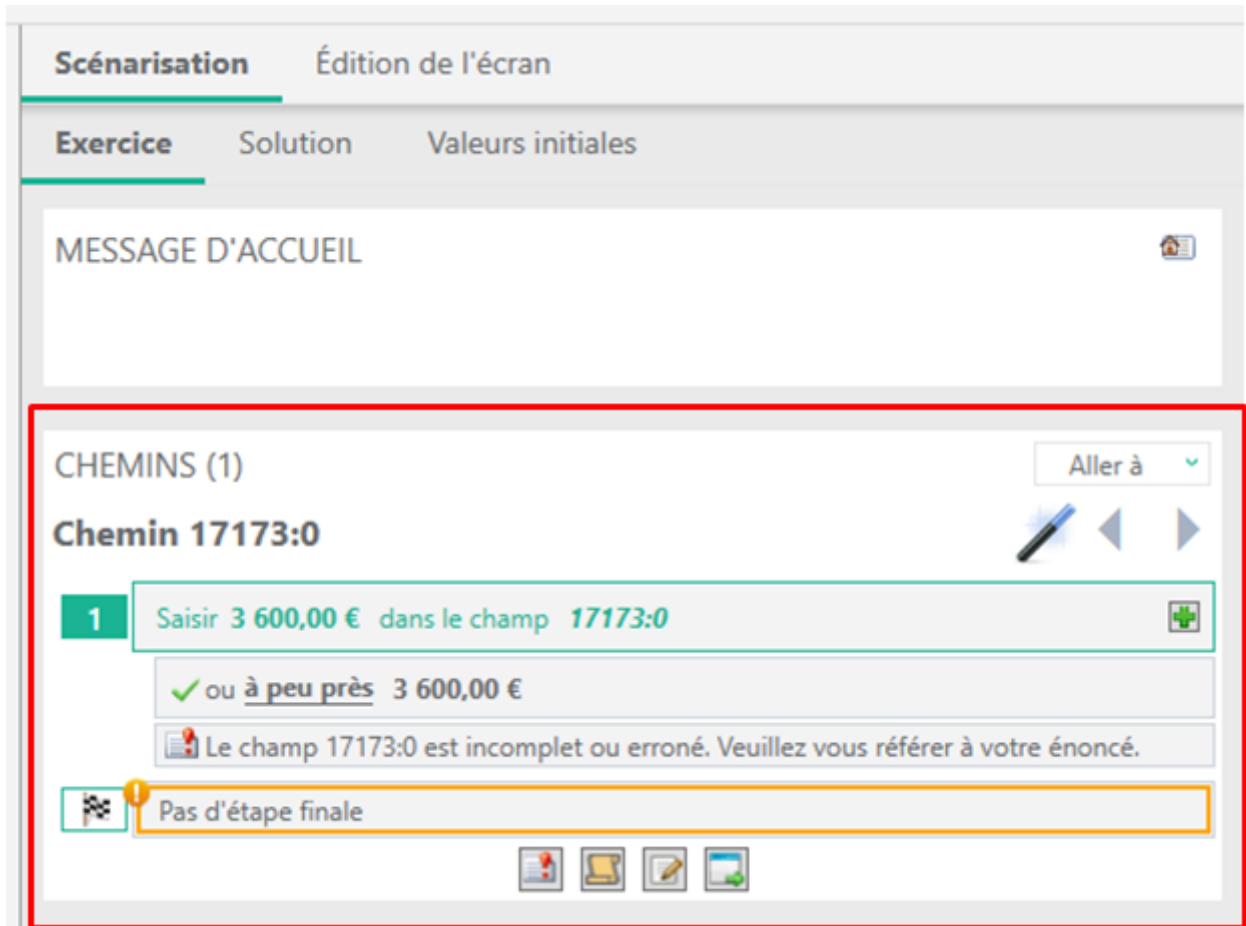 Scénarisation Édition de l'écran
Exercice Solution Valeurs initiales
MESSAGE D'ACCUEIL
CHEMINS (1) Aller à
Chemin 17173:0
1 Saisir 3 600,00 € dans le champ 17173:0
ou à peu près 3 600,00 €
Le champ 17173:0 est incomplet ou erroné. Veuillez vous référer à votre énoncé.
Pas d'étape finale